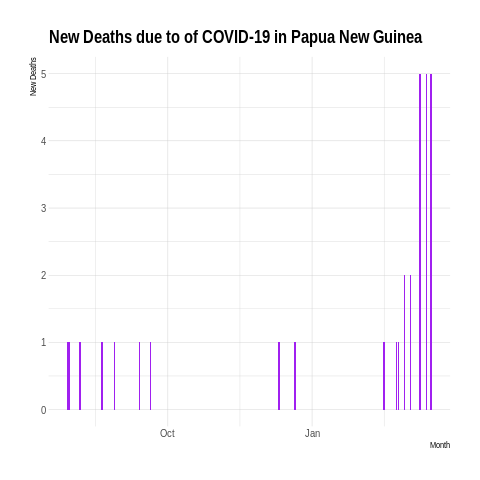 New Deaths due to of COVID-19 in Papua New Guinea
New Deaths
5
4
3
2
1
0
Oct
Jan
Month